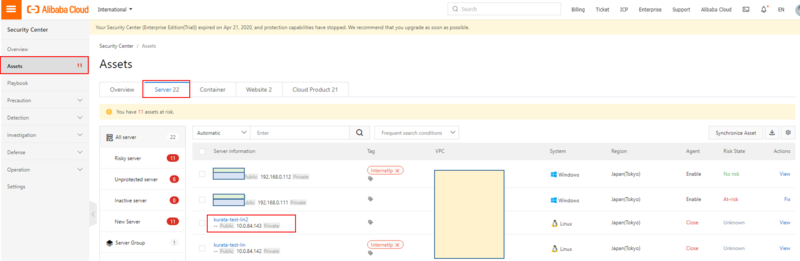 Alibaba Cloud
International
Search
Billing
Ticket
ICP
Enterprise
Support
Alibaba Cloud
EN
Security Center
Overview
Assets 11
Playbook
Precaution
Detection
Investigation
Defense
Operation
Settings
Your Security Center (Enterprise Edition(Trial)) expired on Apr 21, 2020, and protection capabilities have stopped. We recommend that you upgrade as soon as possible.
Security Center / Assets
Assets
Overview
Server 22
Container
Website 2
Cloud Product 21
You have 11 assets at risk.
All server 22
Risky server 11
Unprotected server 8
Inactive server 8
New Server 11
Server Group 1
Automatic
Enter
Frequent search conditions
Synchronize Asset
Server information Tag VPC System Region Agent Risk State Actions
Public 192.168.0.112 Private InternetIp × Windows Japan(Tokyo) Enable No risk View
Public 192.168.0.111 Private Windows Japan(Tokyo) Enable At-risk Fix
kurata-test-lin2
— Public 10.0.84.143 Private Linux Japan(Tokyo) Close Unknown View
kurata-test-lin
— Public 10.0.84.142 Private InternetIp × Linux Japan(Tokyo) Close Unknown View